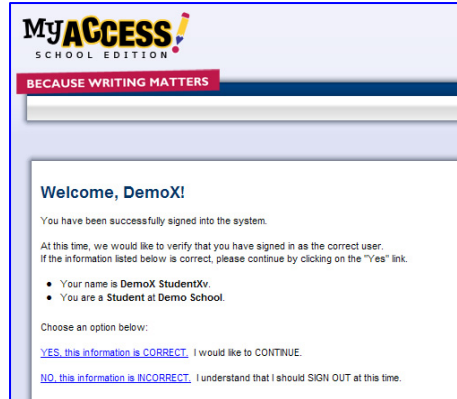 MYACCESS!
SCHOOL EDITION
BECAUSE WRITING MATTERS
Welcome, DemoX!
You have been successfully signed into the system.
At this time, we would like to verify that you have signed in as the correct user.
If the information listed below is correct, please continue by clicking on the "Yes" link.
• Your name is DemoX StudentXv.
• You are a Student at Demo School.
Choose an option below:
YES, this information is CORRECT. I would like to CONTINUE.
NO, this information is INCORRECT. I understand that I should SIGN OUT at this time.